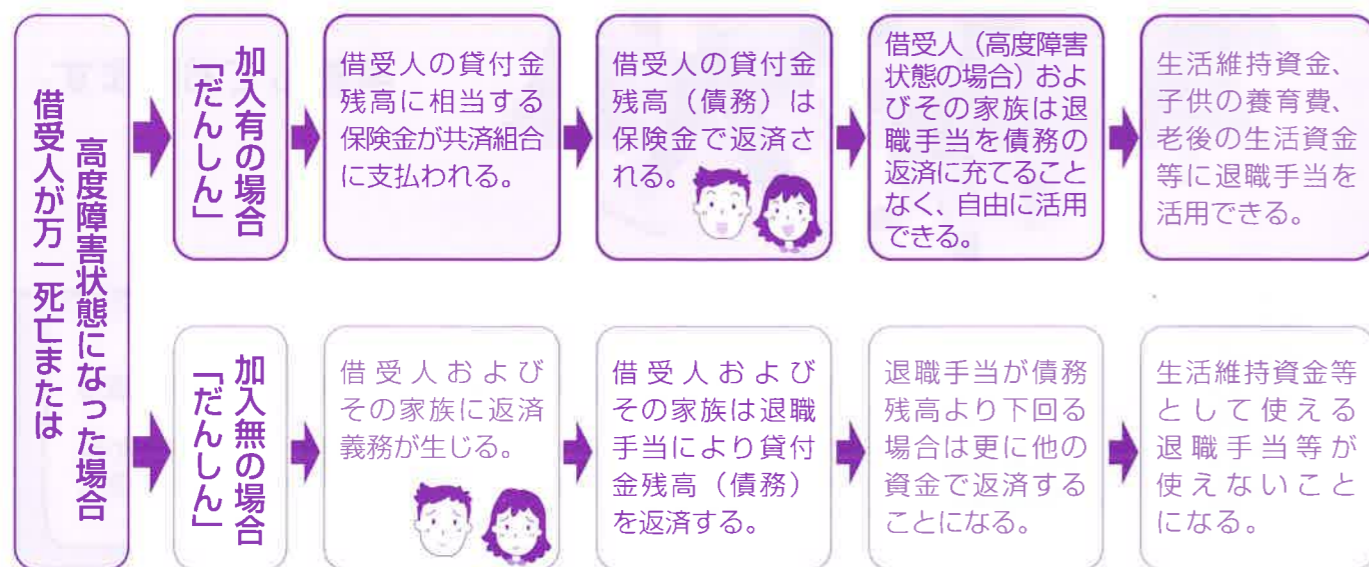 借受人が万一死亡または
高度障害状態になった場合
「だんしん」
加入有の場合
借受人の貸付金
残高に相当する
保険金が共済組合
に支払われる。
借受人の貸付金
残高（債務）は
保険金で返済さ
れる。
借受人（高度障害
状態の場合）およ
びその家族は退
職手当を債務の
返済に充てること
なく、自由に活用
できる。
生活維持資金、
子供の養育費、
老後の生活資金
等に退職手当を
活用できる。
「だんしん」
加入無の場合
借受人および
その家族に返済
義務が生じる。
借受人および
その家族は退職
手当により貸付
金残高（債務）
を返済する。
退職手当が債務
残高より下回る
場合は更に他の
資金で返済する
ことになる。
生活維持資金等
として使える
退職手当等が
使えないこと
になる。